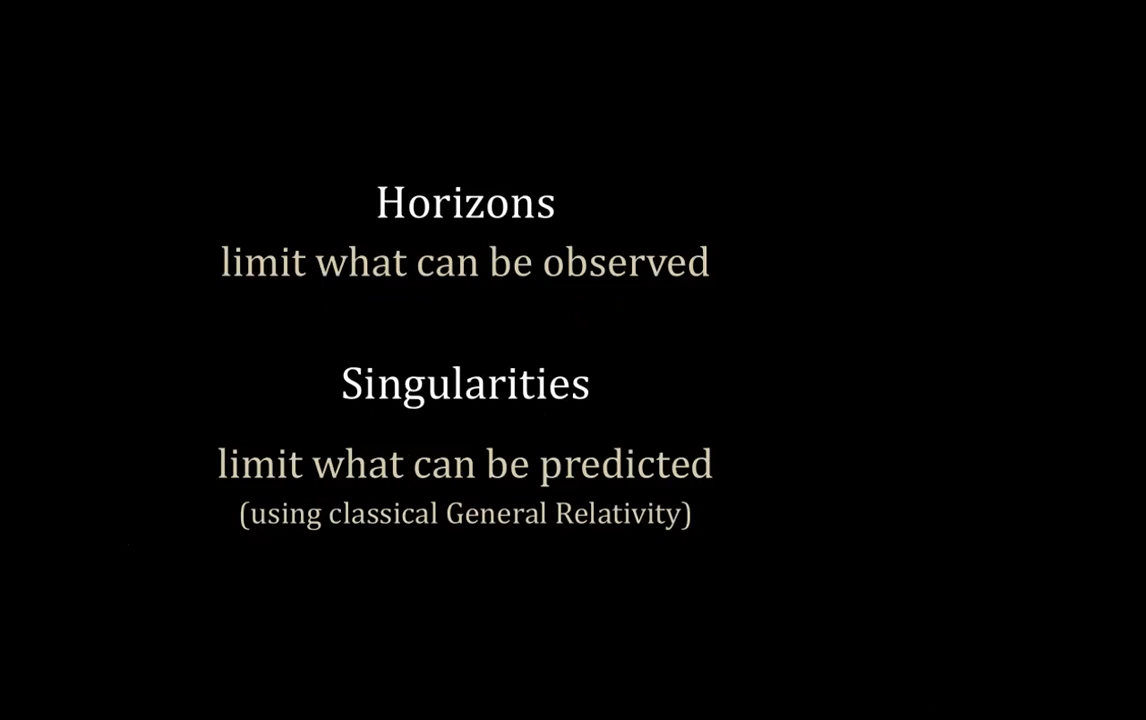 Horizons
limit what can be observed
Singularities
limit what can be predicted
(using classical General Relativity)